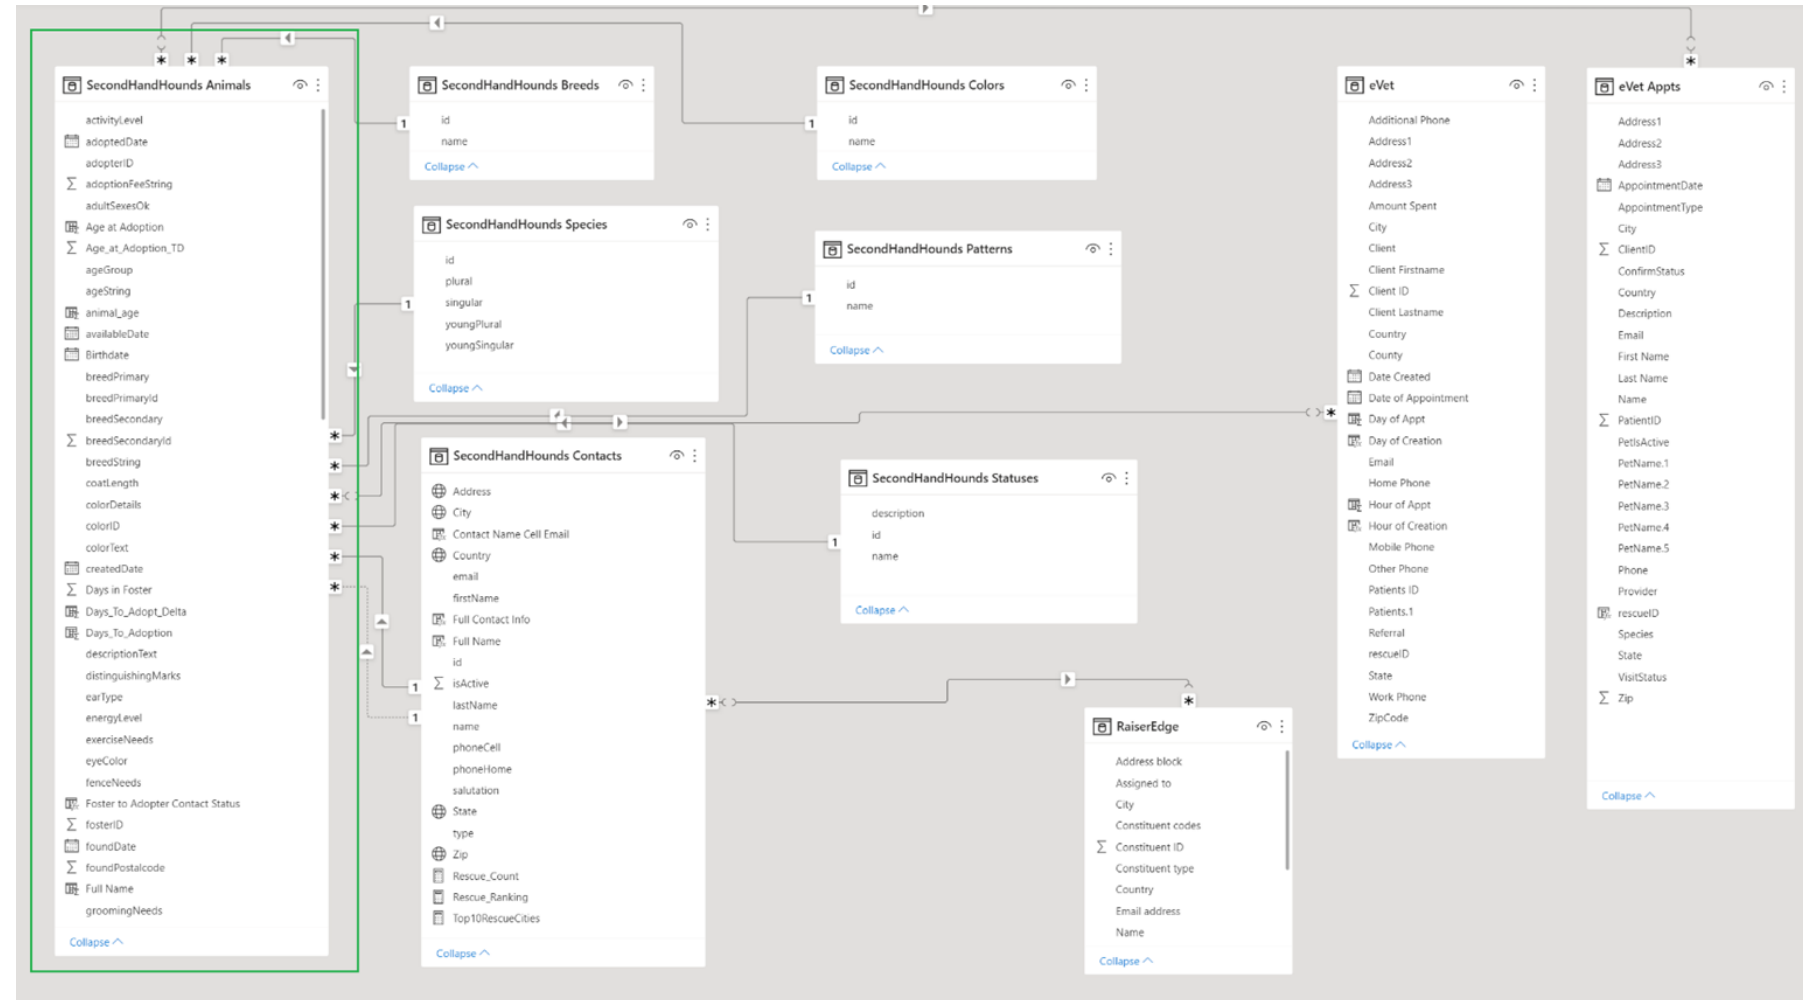 SecondHandHounds Animals
activityLevel
adoptedDate
adopterID
adoptionFeeString
adultSexesOk
Age at Adoption
Age_at_Adoption_TD
ageGroup
ageString
animal_age
availableDate
Birthdate
breedPrimary
breedPrimaryId
breedSecondary
breedSecondaryId
breedString
coatLength
colorDetails
colorID
colorText
createdDate
Days in Foster
Days_To_Adopt_Delta
Days_To_Adoption
descriptionText
distinguishingMarks
earType
energyLevel
exerciseNeeds
eyeColor
fenceNeeds
Foster to Adopter Contact Status
fosterID
foundDate
foundPostalcode
Full Name
groomingNeeds
Collapse
SecondHandHounds Breeds
id
1
name
Collapse
SecondHandHounds Species
id
plural
1
singular
youngPlural
youngSingular
Collapse
SecondHandHounds Contacts
Address
City
Contact Name Cell Email
Country
email
firstName
Full Contact Info
Full Name
id
1
isActive
lastName
1
name
phoneCell
phoneHome
salutation
State
type
Zip
Rescue_Count
Rescue_Ranking
Top10RescueCities
Collapse
SecondHandHounds Colors
1
id
name
Collapse
SecondHandHounds Patterns
id
1
name
Collapse
SecondHandHounds Statuses
description
id
1
name
Collapse
RaiserEdge
Address block
Assigned to
City
Constituent codes
Constituent ID
Constituent type
Country
Email address
Name
Collapse
eVet
Additional Phone
Address1
Address2
Address3
Amount Spent
City
Client
Client Firstname
Client ID
Client Lastname
Country
County
Date Created
Date of Appointment
Day of Appt
Day of Creation
Email
Home Phone
Hour of Appt
Hour of Creation
Mobile Phone
Other Phone
Patients ID
Patients.1
Referral
rescueID
State
Work Phone
ZipCode
Collapse
eVet Appts
Address1
Address2
Address3
AppointmentDate
AppointmentType
City
ClientID
ConfirmStatus
Country
Description
Email
First Name
Last Name
Name
PatientID
PetIsActive
PetName.1
PetName.2
PetName.3
PetName.4
PetName.5
Phone
Provider
rescueID
Species
State
VisitStatus
Zip
Collapse